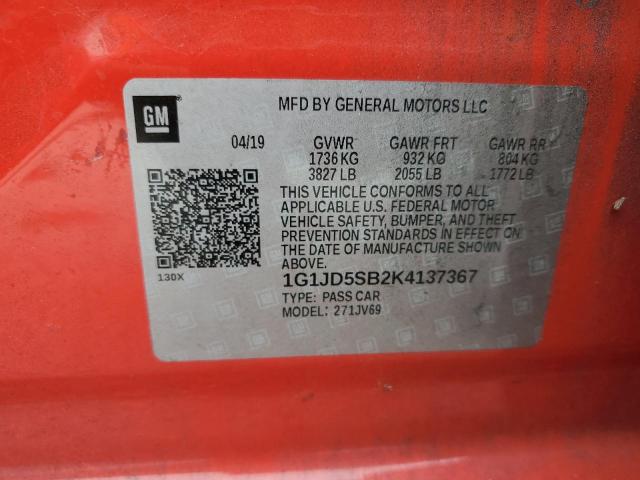 GM
MFD BY GENERAL MOTORS LLC
04/19 GVWR GAWR FRT GAWR RR
1736 KG 932 KG 804 KG
3827 LB 2055 LB 1772 LB
THIS VEHICLE CONFORMS TO ALL
APPLICABLE U.S. FEDERAL MOTOR
VEHICLE SAFETY, BUMPER, AND THEFT
PREVENTION STANDARDS IN EFFECT ON
THE DATE OF MANUFACTURE SHOWN
ABOVE.
130X
1G1JD5SB2K4137367
TYPE: PASS CAR
MODEL: 271JV69